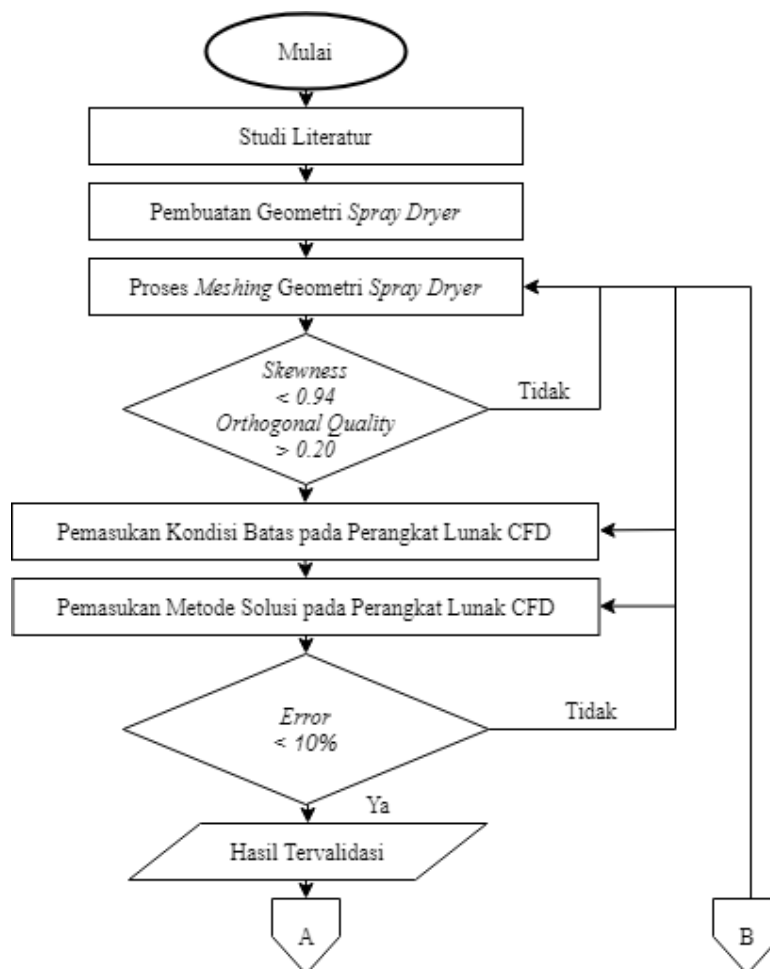 Mulai
Studi Literatur
Pembuatan Geometri Spray Dryer
Proses Meshing Geometri Spray Dryer
Skewness
< 0.94
Orthogonal Quality
> 0.20
Tidak
Pemasukan Kondisi Batas pada Perangkat Lunak CFD
Pemasukan Metode Solusi pada Perangkat Lunak CFD
Error
< 10%
Tidak
Ya
Hasil Tervalidasi
A
B